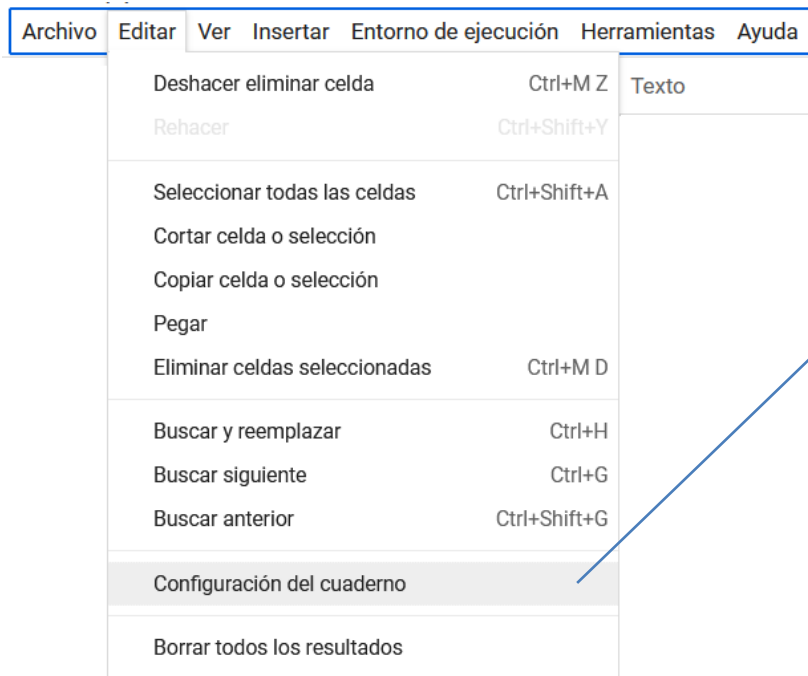 Archivo Editar Ver Insertar Entorno de ejecución Herramientas Ayuda
Deshacer eliminar celda Ctrl+M Z Texto
Rehacer Ctrl+Shift+Y
Seleccionar todas las celdas Ctrl+Shift+A
Cortar celda o selección
Copiar celda o selección
Pegar
Eliminar celdas seleccionadas Ctrl+M D
Buscar y reemplazar Ctrl+H
Buscar siguiente Ctrl+G
Buscar anterior Ctrl+Shift+G
Configuración del cuaderno
Borrar todos los resultados